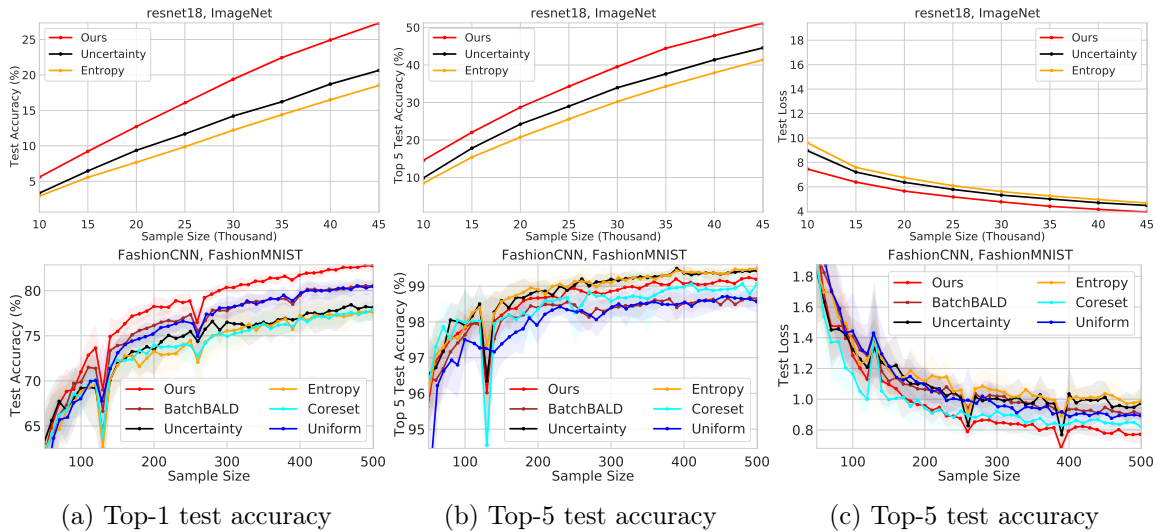 resnet18, ImageNet
Test Accuracy (%)
25
20
15
10
5
Ours
Uncertainty
Entropy
10 15 20 25 30 35 40 45
Sample Size (Thousand)
resnet18, ImageNet
Top 5 Test Accuracy (%)
50
40
30
20
10
Ours
Uncertainty
Entropy
10 15 20 25 30 35 40 45
Sample Size (Thousand)
resnet18, ImageNet
Test Loss
18
16
14
12
10
8
6
4
Ours
Uncertainty
Entropy
10 15 20 25 30 35 40 45
Sample Size (Thousand)
FashionCNN, FashionMNIST
Test Accuracy (%)
80
75
70
65
Ours Entropy
BatchBALD Coreset
Uncertainty Uniform
100 200 300 400 500
Sample Size
FashionCNN, FashionMNIST
Top 5 Test Accuracy (%)
99
98
97
96
95
Ours Entropy
BatchBALD Coreset
Uncertainty Uniform
100 200 300 400 500
Sample Size
FashionCNN, FashionMNIST
Test Loss
1.8
1.6
1.4
1.2
1.0
0.8
Ours Entropy
BatchBALD Coreset
Uncertainty Uniform
100 200 300 400 500
Sample Size
(a) Top-1 test accuracy
(b) Top-5 test accuracy
(c) Top-5 test accuracy